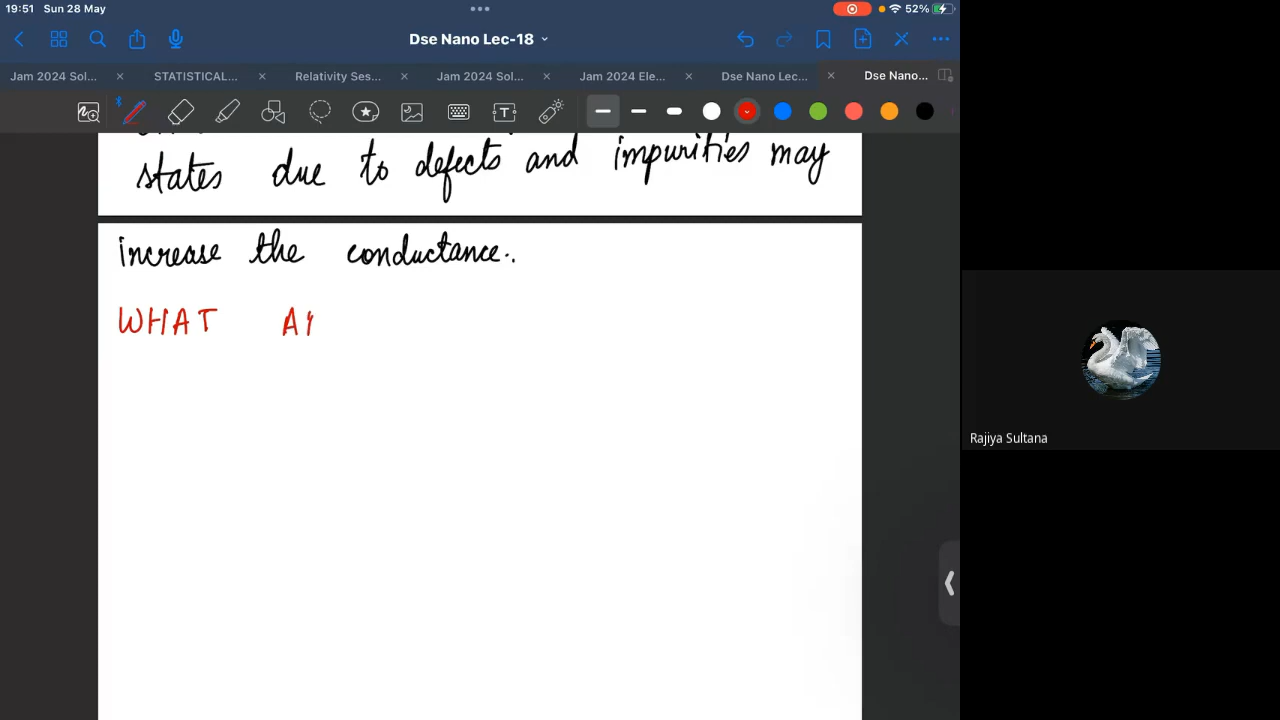 19:51 Sun 28 May
52%
Dse Nano Lec-18
Jam 2024 Sol...
STATISTICAL...
Relativity Ses...
Jam 2024 Sol...
Jam 2024 Ele...
Dse Nano Lec...
Dse Nano...
states due to defects and impurities may
increase the conductance..
WHAT
Rajiya Sultana